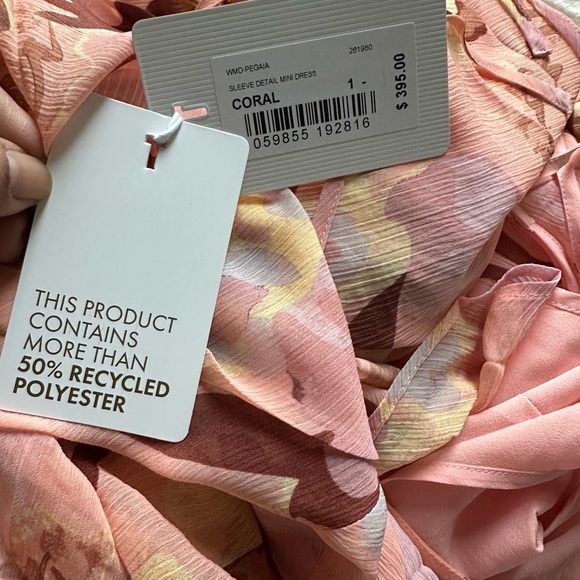 WMD-PEGAIA 261980
SLEEVE DETAIL MINI DRESS
CORAL 1 -
059855 192816
$ 395.00
THIS PRODUCT
CONTAINS
MORE THAN
50% RECYCLED
POLYESTER